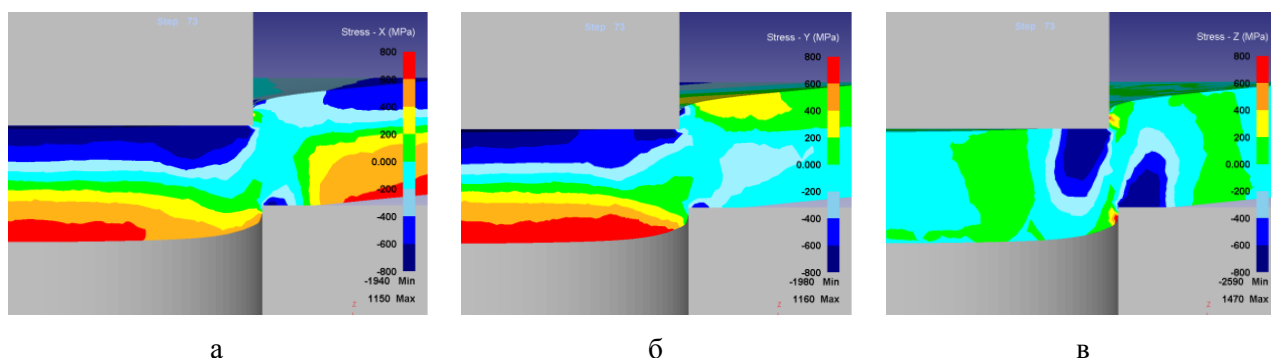 Step 73
Stress - X (MPa)
800
600
400
200
0.000
-200
-400
-600
-800
-1940 Min
1150 Max
z
Step 73
Stress - Y (MPa)
800
600
400
200
0.000
-200
-400
-600
-800
-1980 Min
1160 Max
z
Step 73
Stress - Z (MPa)
800
600
400
200
0.000
-200
-400
-600
-800
-2590 Min
1470 Max
z
а
б
в